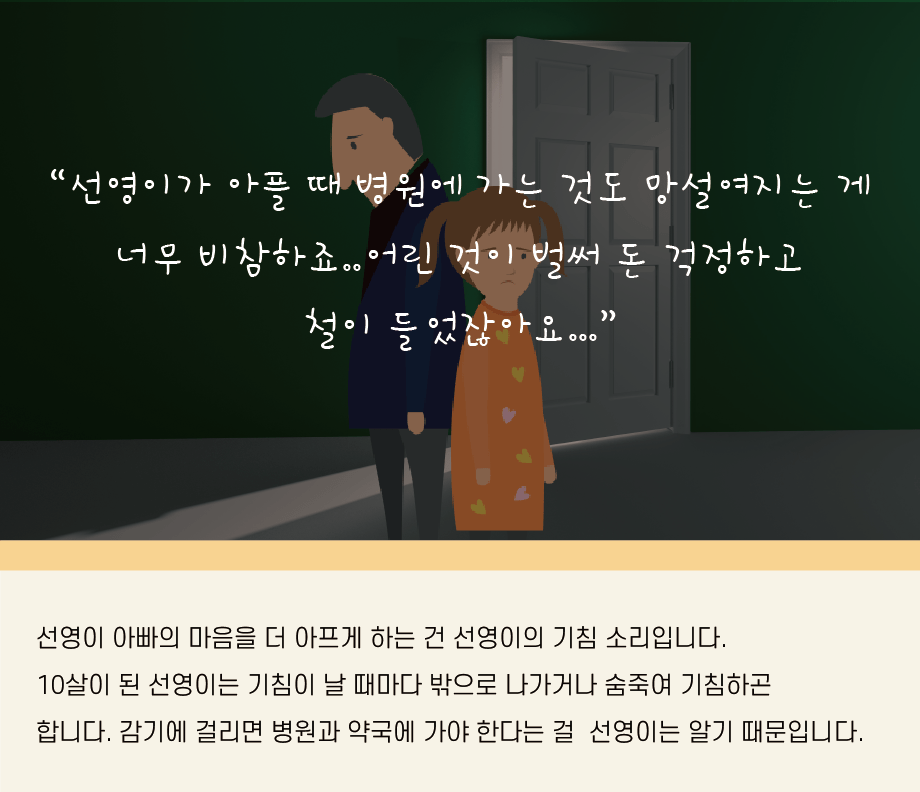 “선영이가 아플 때 병원에 가는 것도 망설여지는 게
너무 비참하죠..어린 것이 벌써 돈 걱정하고
철이 들었잖아요...”
선영이 아빠의 마음을 더 아프게 하는 건 선영이의 기침 소리입니다.
10살이 된 선영이는 기침이 날 때마다 밖으로 나가거나 숨죽여 기침하곤
합니다. 감기에 걸리면 병원과 약국에 가야 한다는 걸  선영이는 알기 때문입니다.